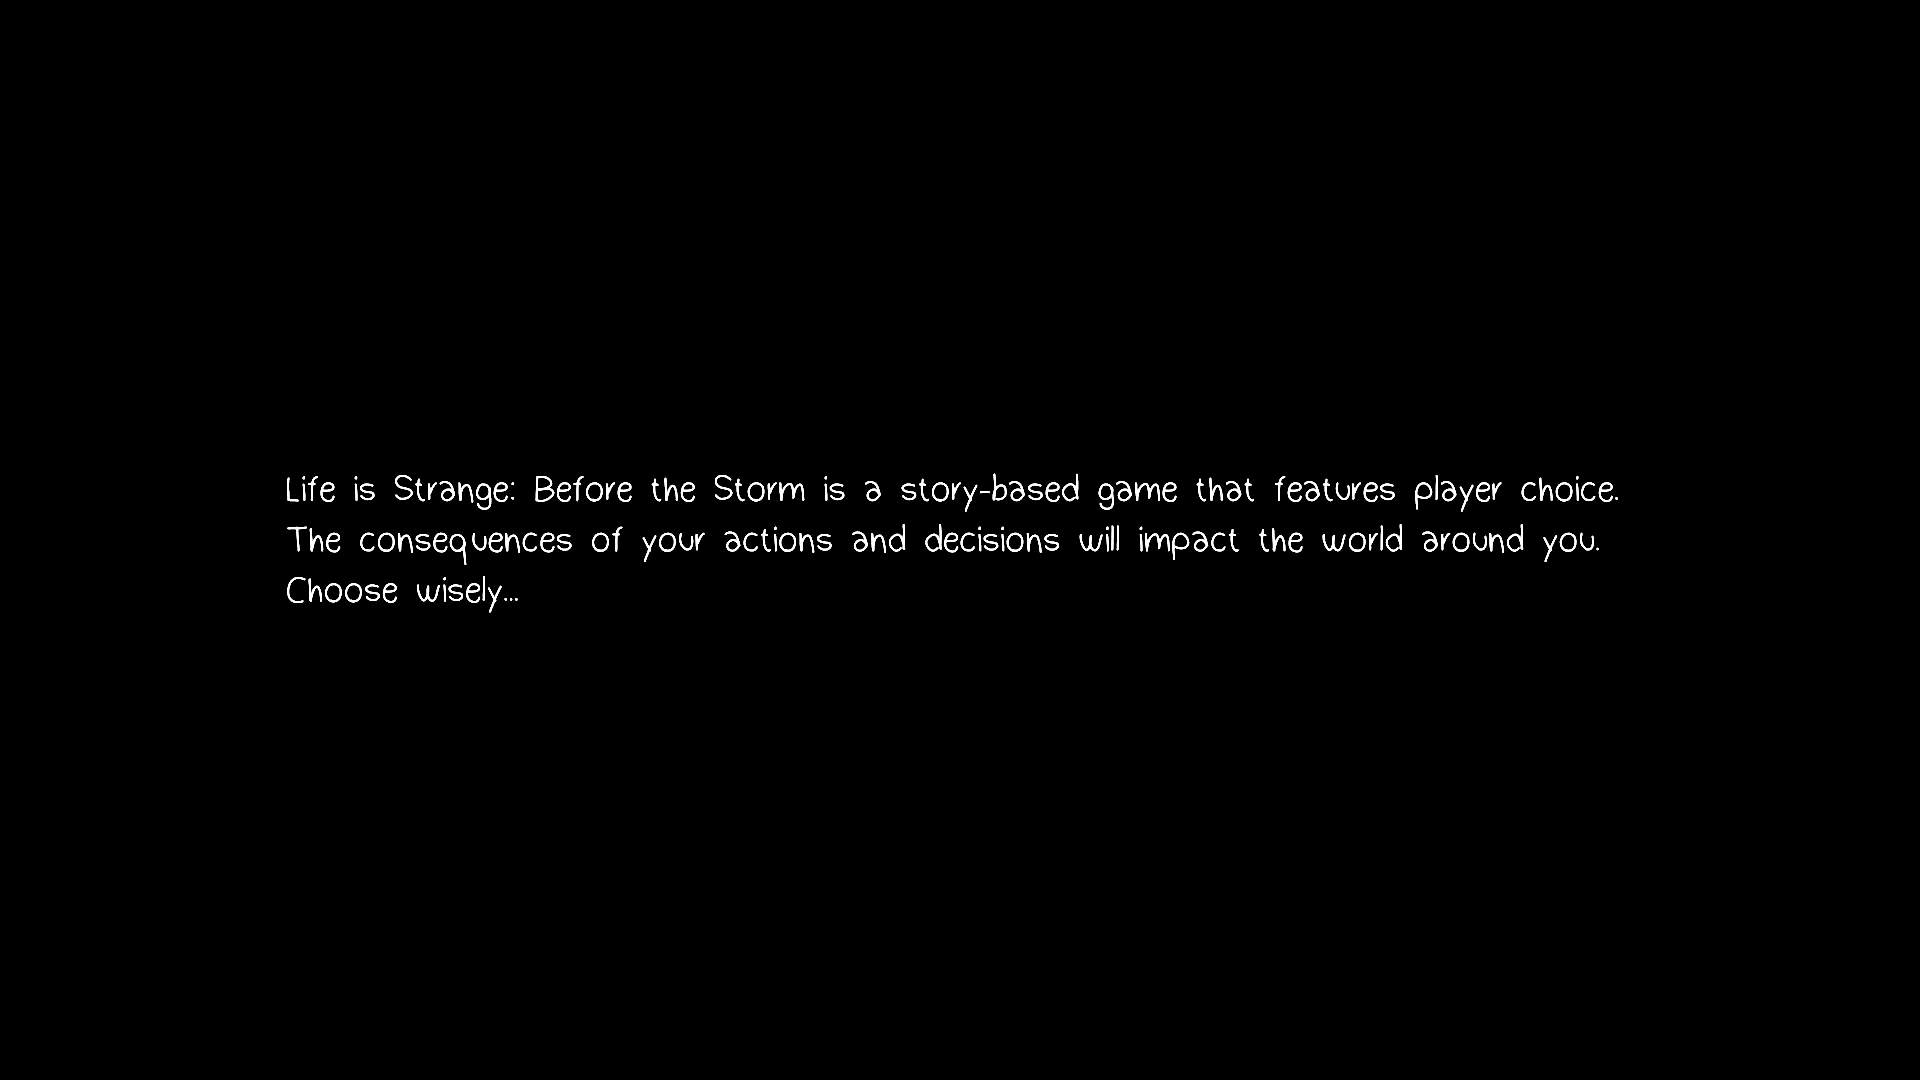 Life is Strange: Before the Storm is a story-based game that features player choice.
The consequences of your actions and decisions will impact the world around you.
Choose wisely...